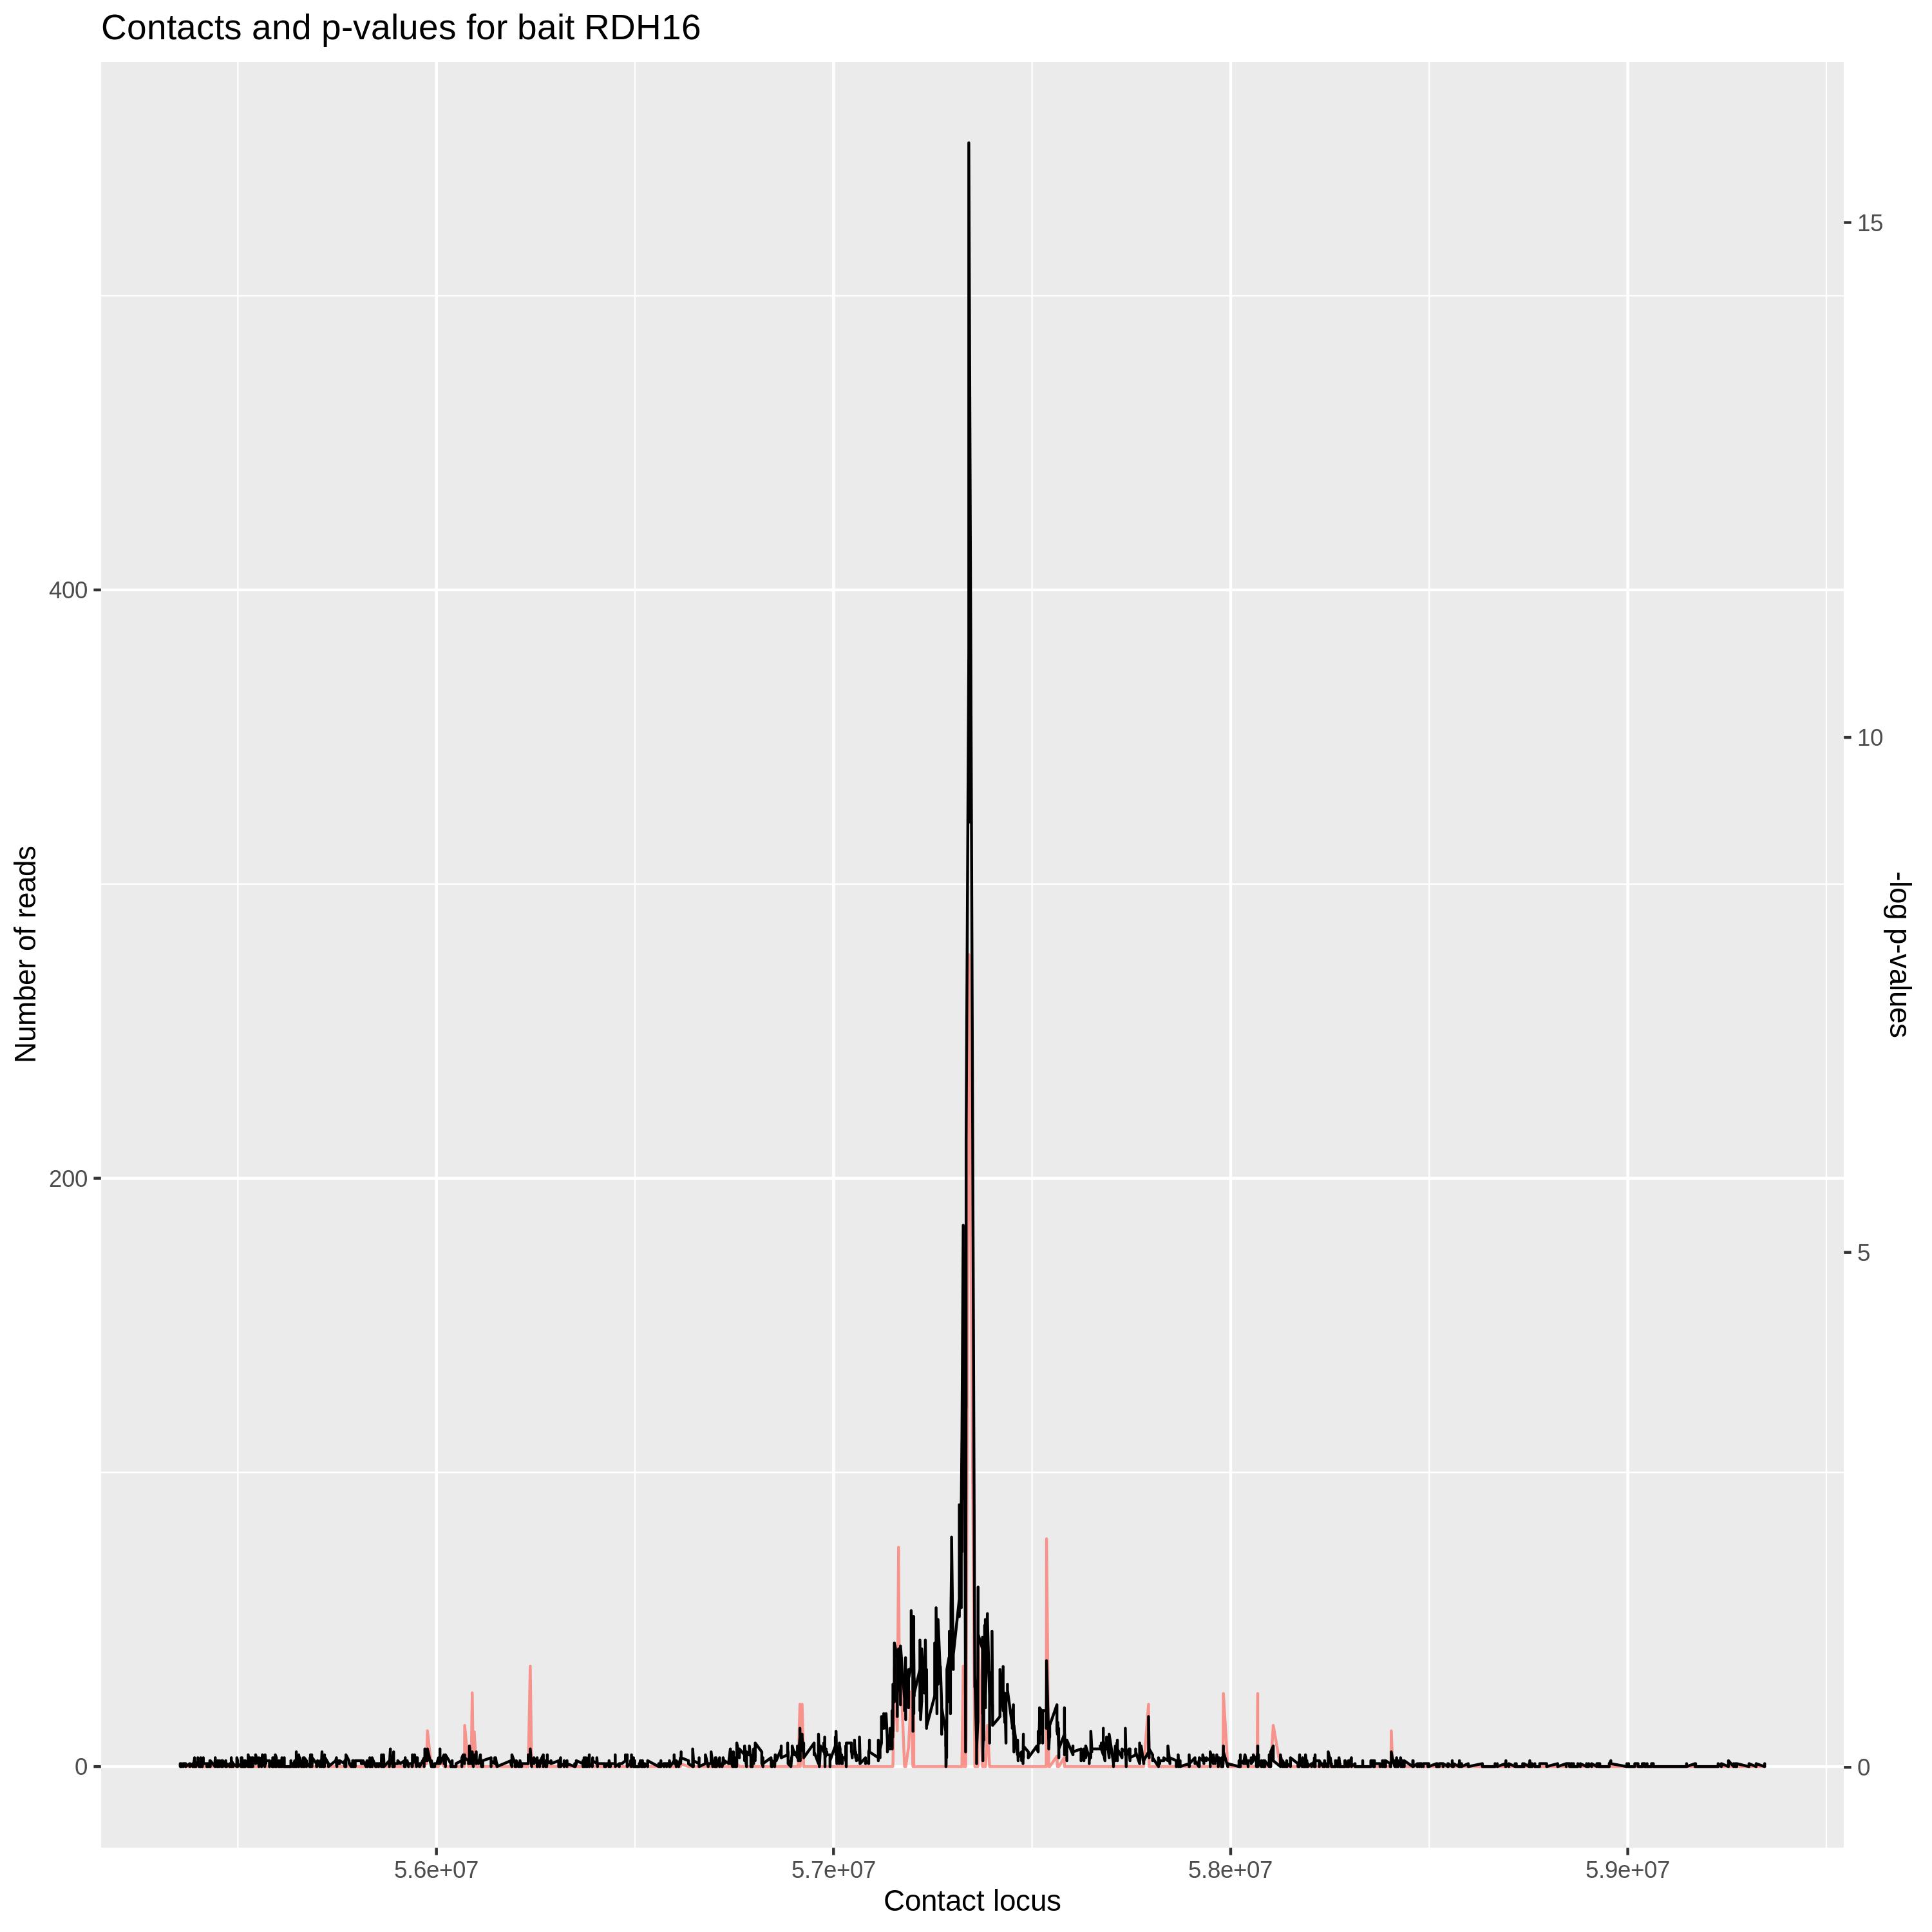 Contacts and p-values for bait RDH16
15
400
10
Number of reads
-log p-values
200
5
0
0
5.6e+07
5.7e+07
5.8e+07
5.9e+07
Contact locus